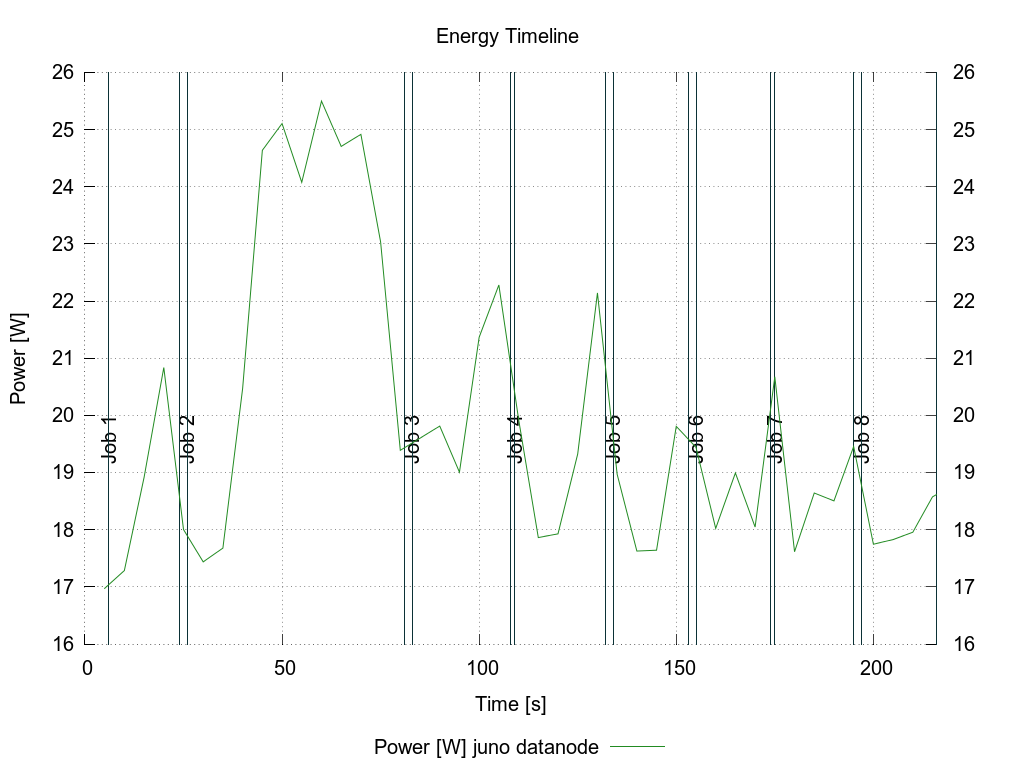 Energy Timeline
26 26
25 25
24 24
23 23
22 22
21 21
20 20
19 19
18 18
17 17
16 16
Power [W]
Job 1 Job 2 Job 3 Job 4 Job 5 Job 6 Job 7 Job 8
0 50 100 150 200
Time [s]
Power [W] juno datanode